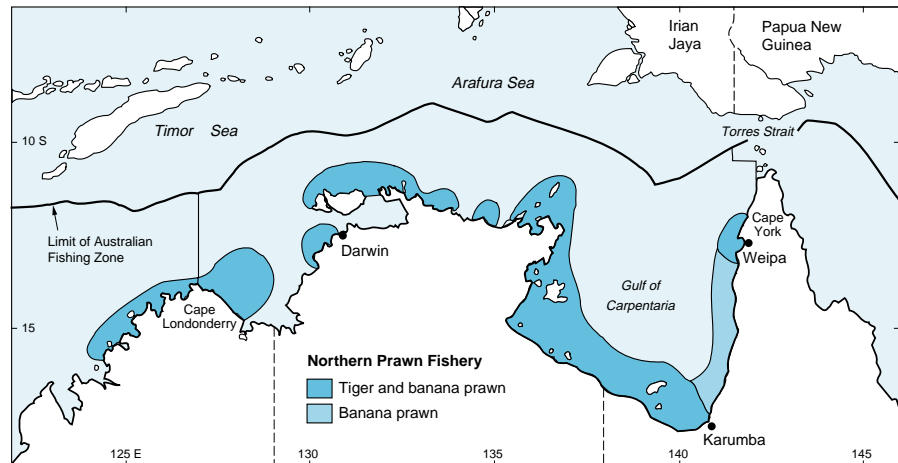 Irian
Jaya
Papua New
Guinea
Arafura Sea
Timor Sea
Torres Strait
10 S
Limit of Australian
Fishing Zone
Cape
York
Weipa
Darwin
Gulf of
Carpentaria
Cape
Londonderry
15
Northern Prawn Fishery
Tiger and banana prawn
Banana prawn
Karumba
125 E
130
135
140
145